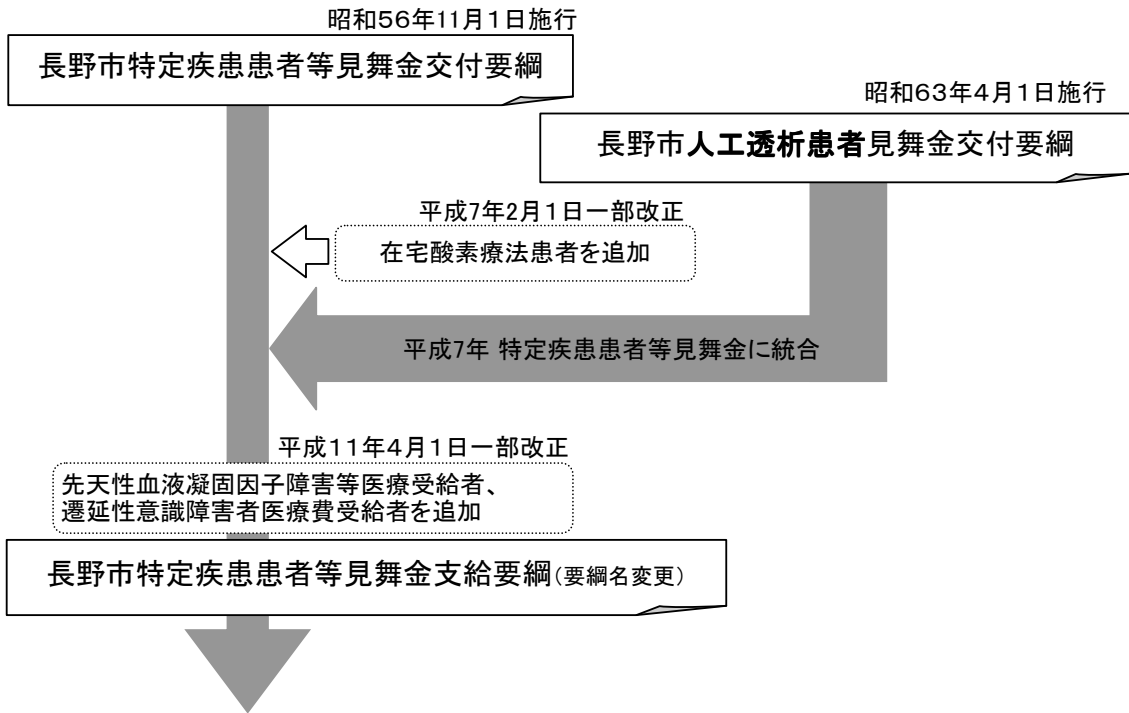 昭和56年11月1日施行
長野市特定疾患患者等見舞金交付要綱
昭和63年4月1日施行
長野市人工透析患者見舞金交付要綱
平成7年2月1日一部改正
在宅酸素療法患者を追加
平成7年 特定疾患患者等見舞金に統合
平成11年4月1日一部改正
先天性血液凝固因子障害等医療受給者、
遷延性意識障害者医療費受給者を追加
長野市特定疾患患者等見舞金支給要綱(要綱名変更)